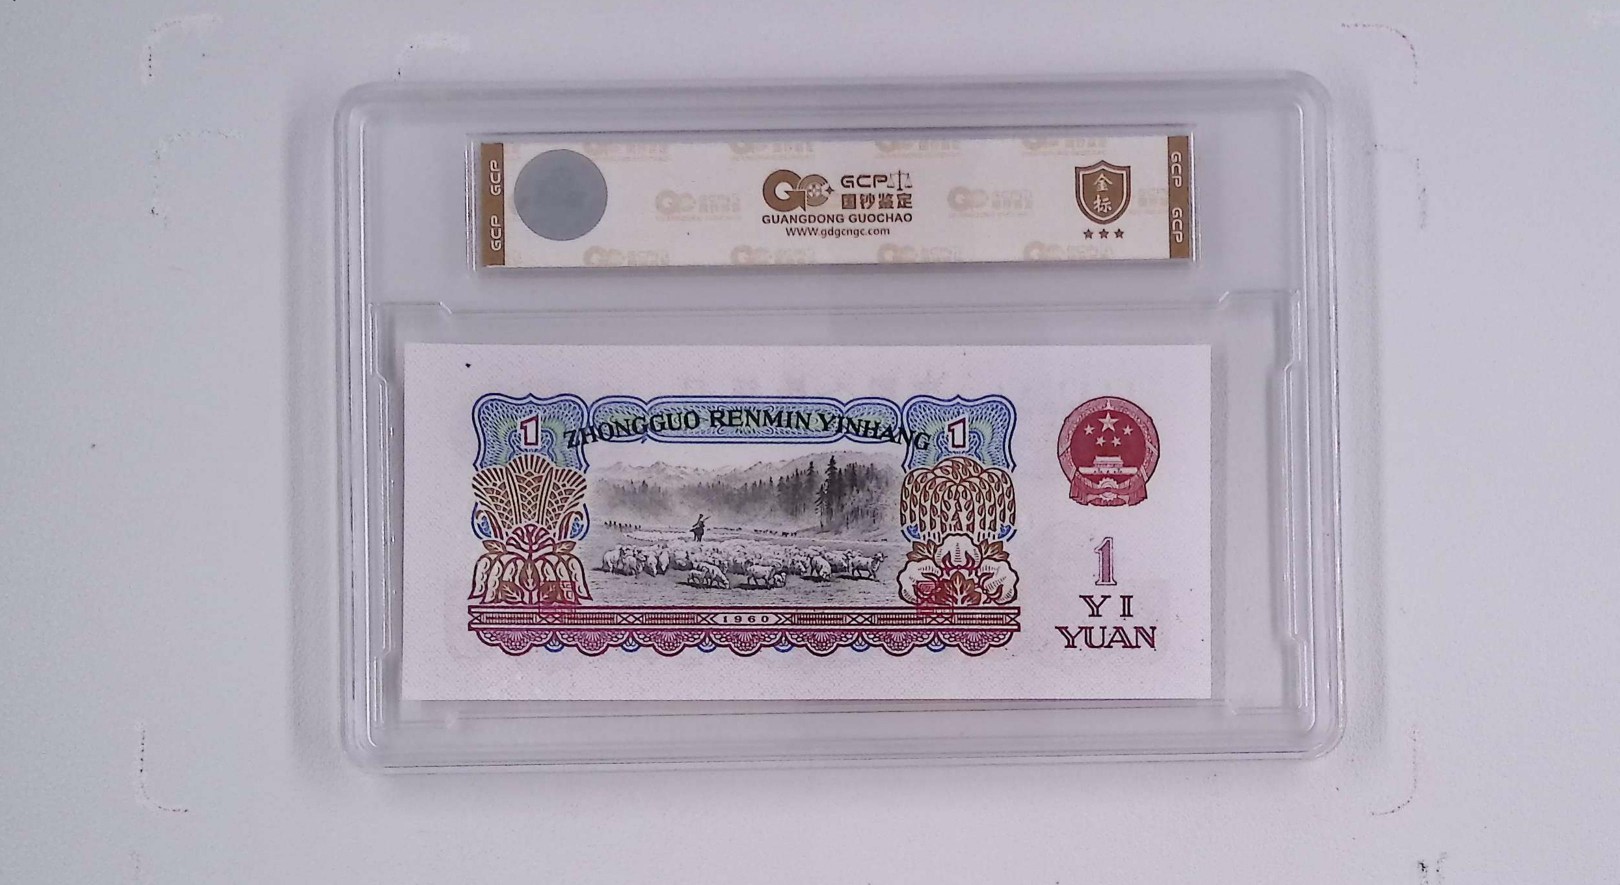 GCP GCP
GCP
国钞鉴定
GUANGDONG GUOCHAO
www.gdgcngc.com
金
标
GCP GCP
1 ZHONGGUO RENMIN YINHANG 1
1960
1
YI
YUAN